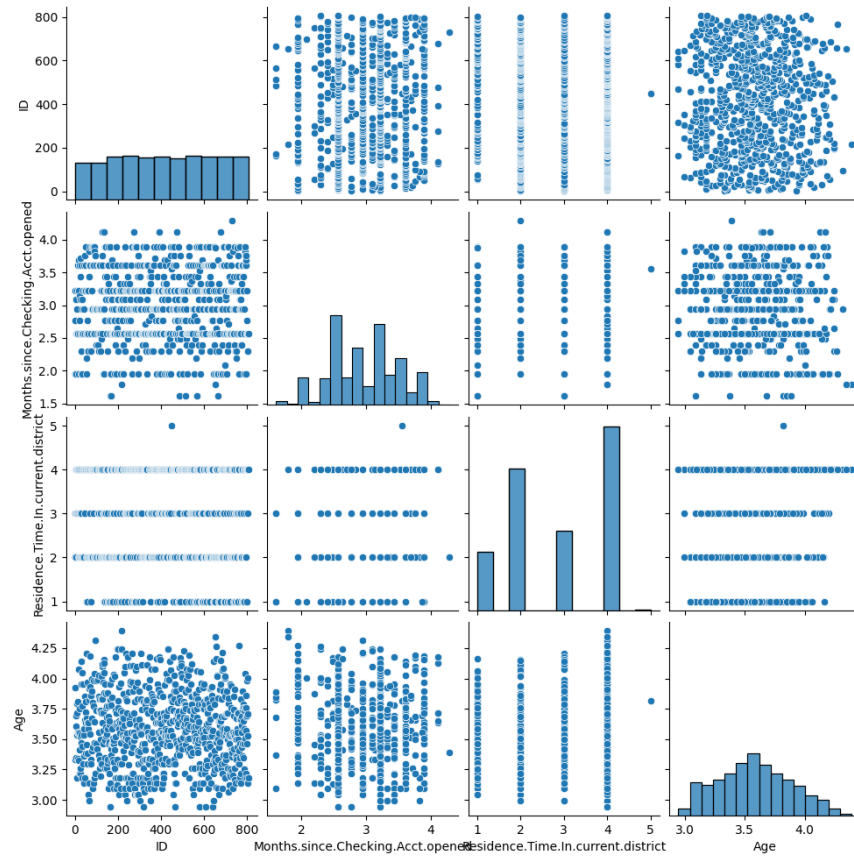 800
600
400
200
0
ID
4.0
3.5
3.0
2.5
2.0
1.5
Months.since.Checking.Acct.opened
5
4
3
2
1
Residence.Time.In.current.district
4.25
4.00
3.75
3.50
3.25
3.00
Age
0 200 400 600 800
ID
2 3 4
Months.since.Checking.Acct.opened
1 2 3 4 5
Residence.Time.In.current.district
3.0 3.5 4.0
Age